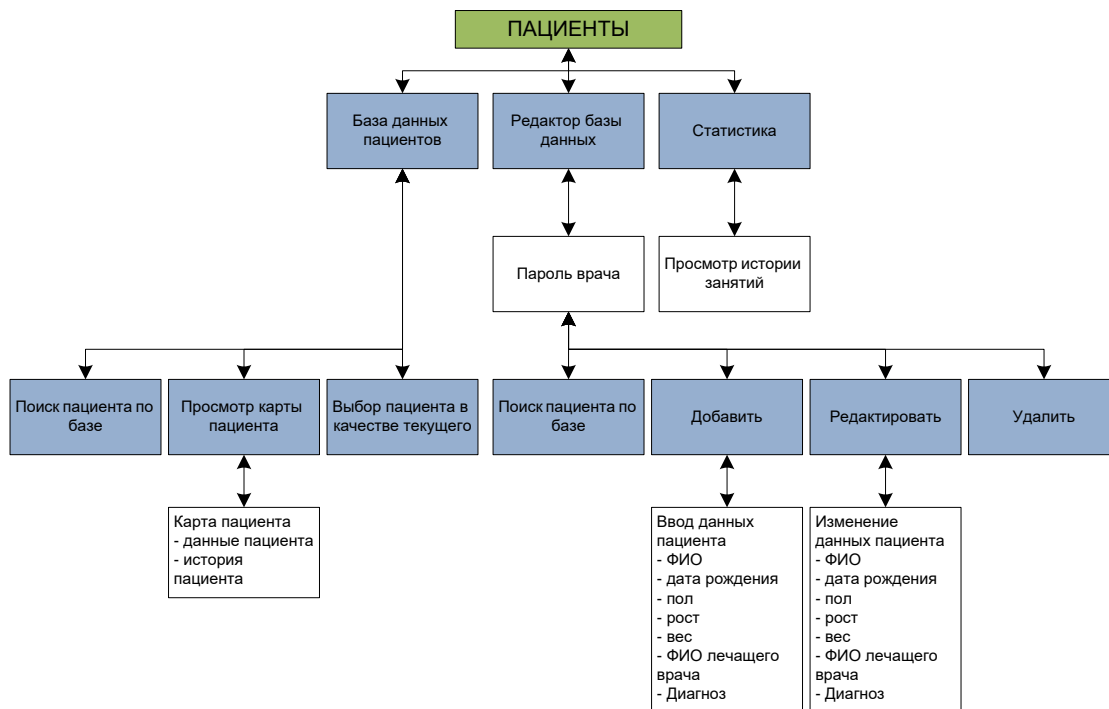 ПАЦИЕНТЫ
База данных
пациентов
Редактор базы
данных
Статистика
Пароль врача
Просмотр истории
занятий
Поиск пациента по
базе
Просмотр карты
пациента
Выбор пациента в
качестве текущего
Поиск пациента по
базе
Добавить
Редактировать
Удалить
Карта пациента
- данные пациента
- история
пациента
Ввод данных
пациента
- ФИО
- дата рождения
- пол
- рост
- вес
- ФИО лечащего
врача
- Диагноз
Изменение
данных пациента
- ФИО
- дата рождения
- пол
- рост
- вес
- ФИО лечащего
врача
- Диагноз